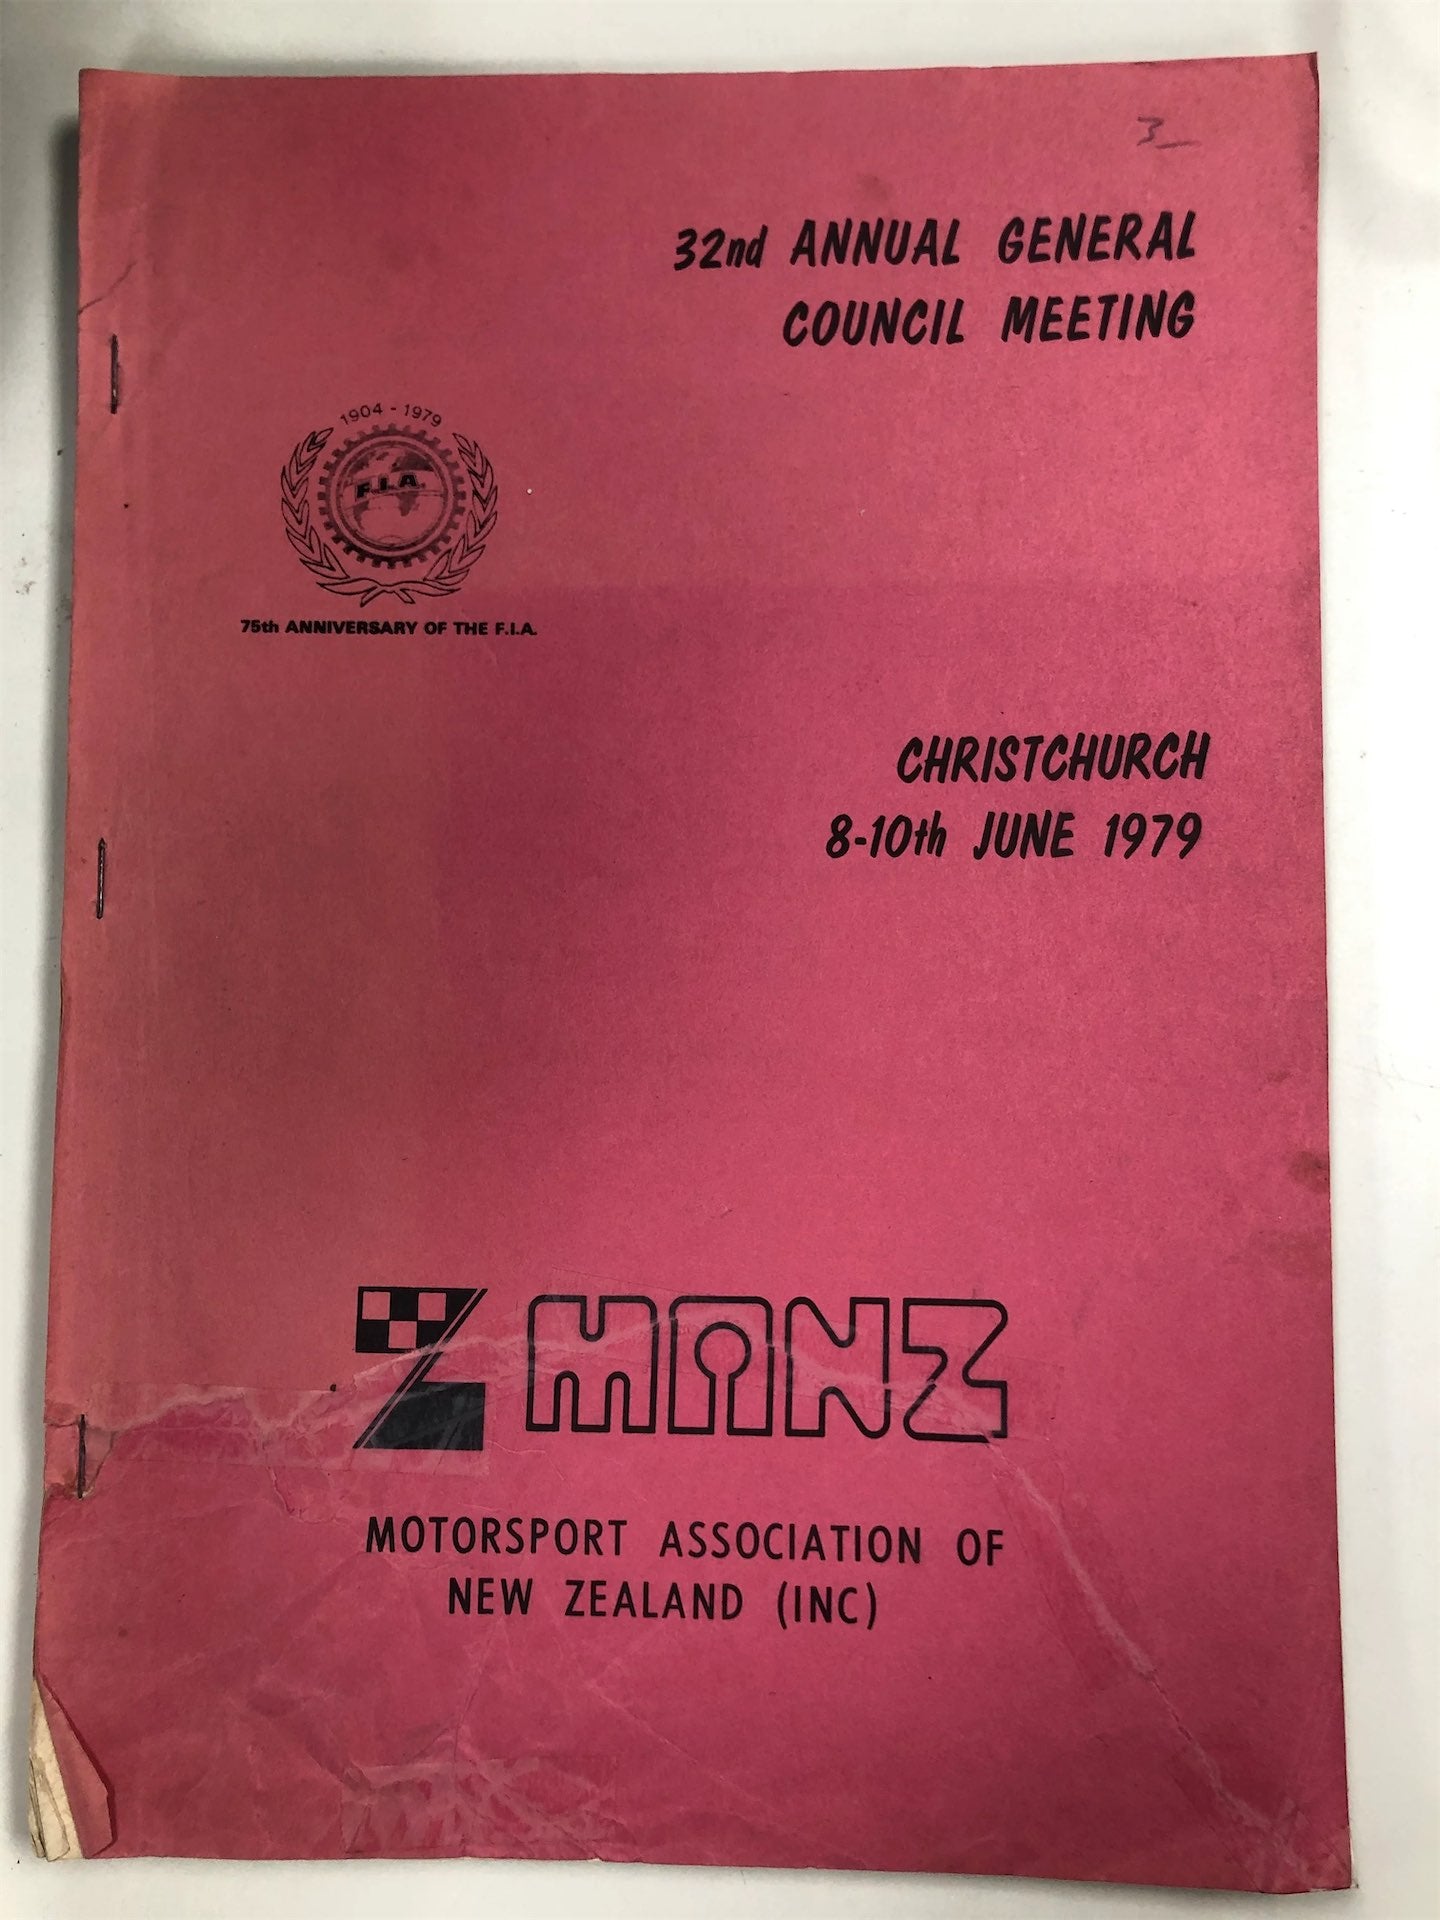 3_
32nd ANNUAL GENERAL
COUNCIL MEETING
1904 - 1979
F.I.A.
75th ANNIVERSARY OF THE F.I.A.
CHRISTCHURCH
8-10th JUNE 1979
MANZ
MOTORSPORT ASSOCIATION OF
NEW ZEALAND (INC)